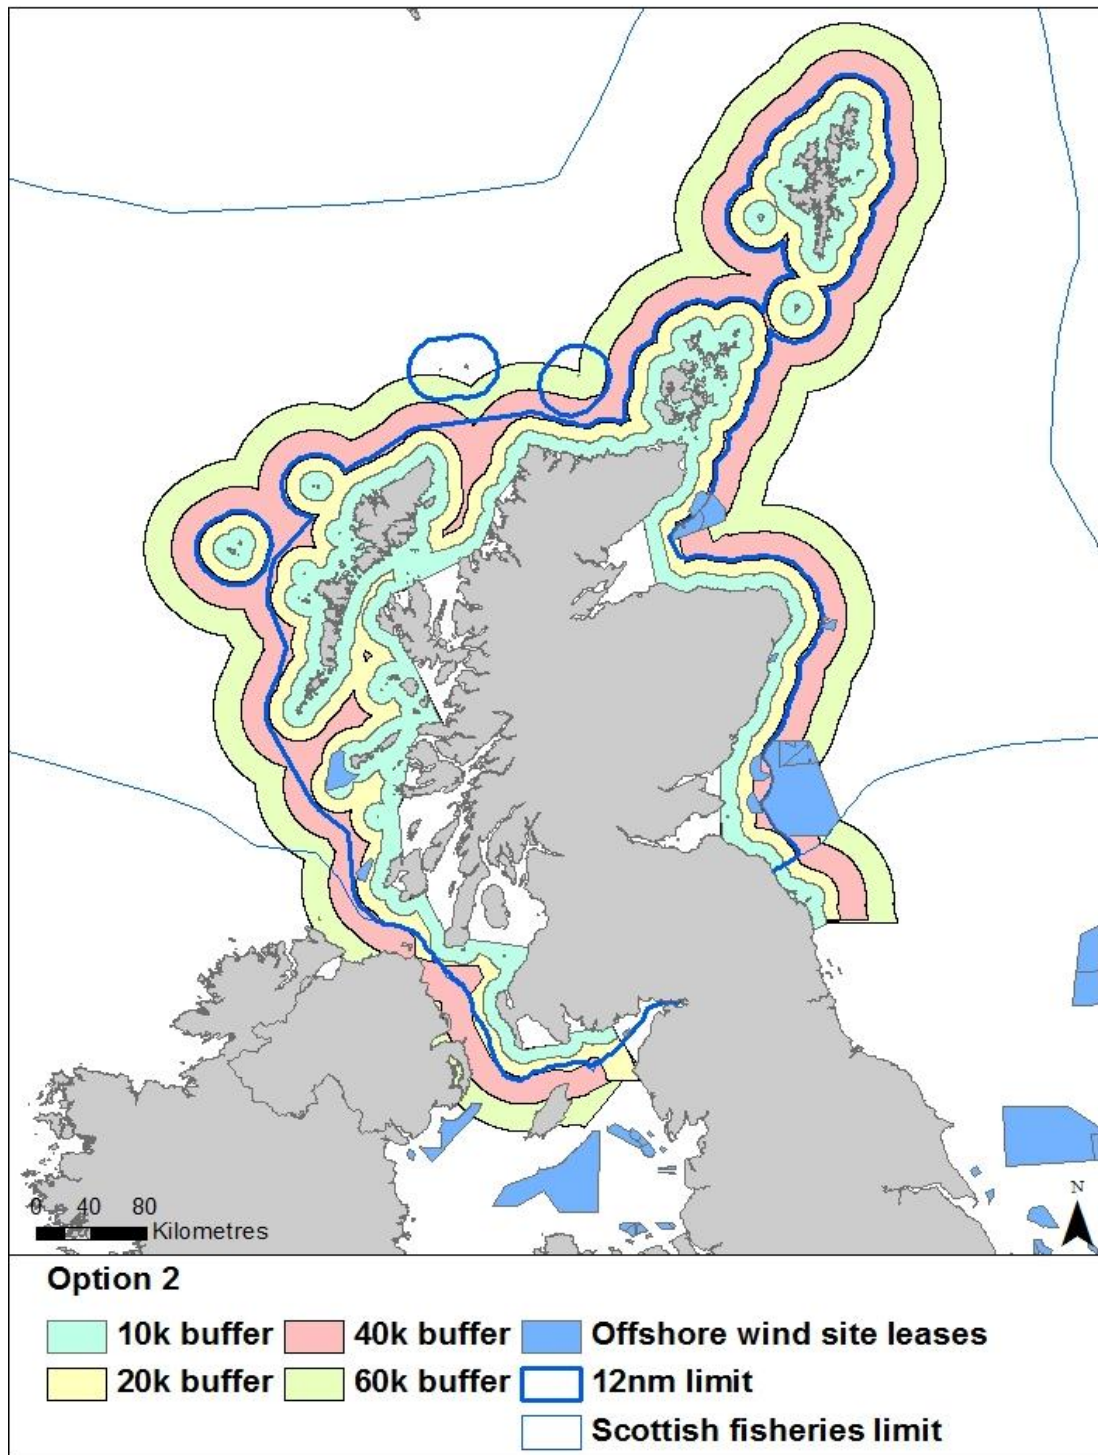 N
0 40 80
Kilometres
Option 2
10k buffer 40k buffer Offshore wind site leases
20k buffer 60k buffer 12nm limit
Scottish fisheries limit